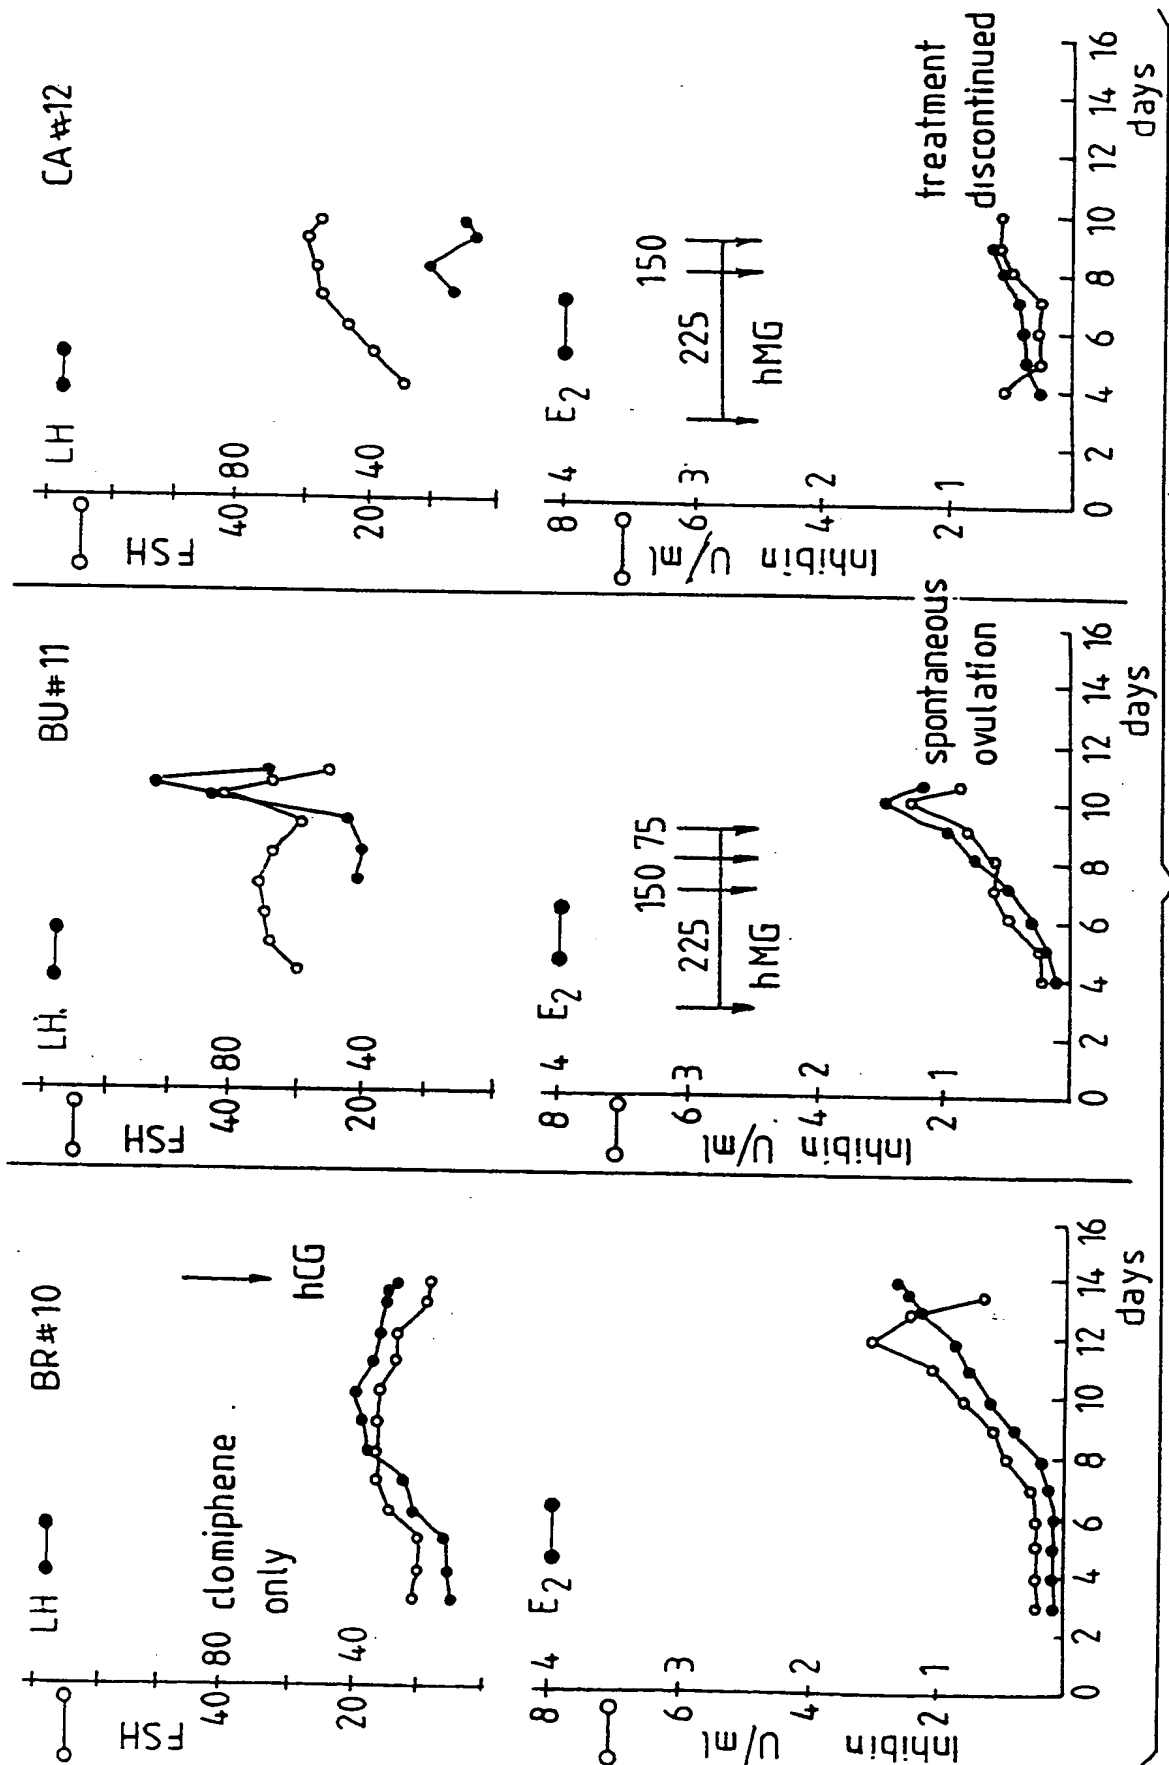 BR#10
LH
FSH
80
40
40
20
clomiphene
only
hCG
E2
Inhibin U/ml
8 4
6 3
4 2
2 1
0
0 2 4 6 8 10 12 14 16
days
BU#11
LH.
FSH
80
40
40
20
E2
225 150 75
hMG
Inhibin U/ml
8 4
6 3
4 2
2 1
0 2 4 6 8 10 12 14 16
days
spontaneous
ovulation
CA#12
LH
FSH
80
40
40
20
E2
225 150
hMG
Inhibin U/ml
8 4
6 3
4 2
2 1
0 2 4 6 8 10 12 14 16
days
treatment
discontinued